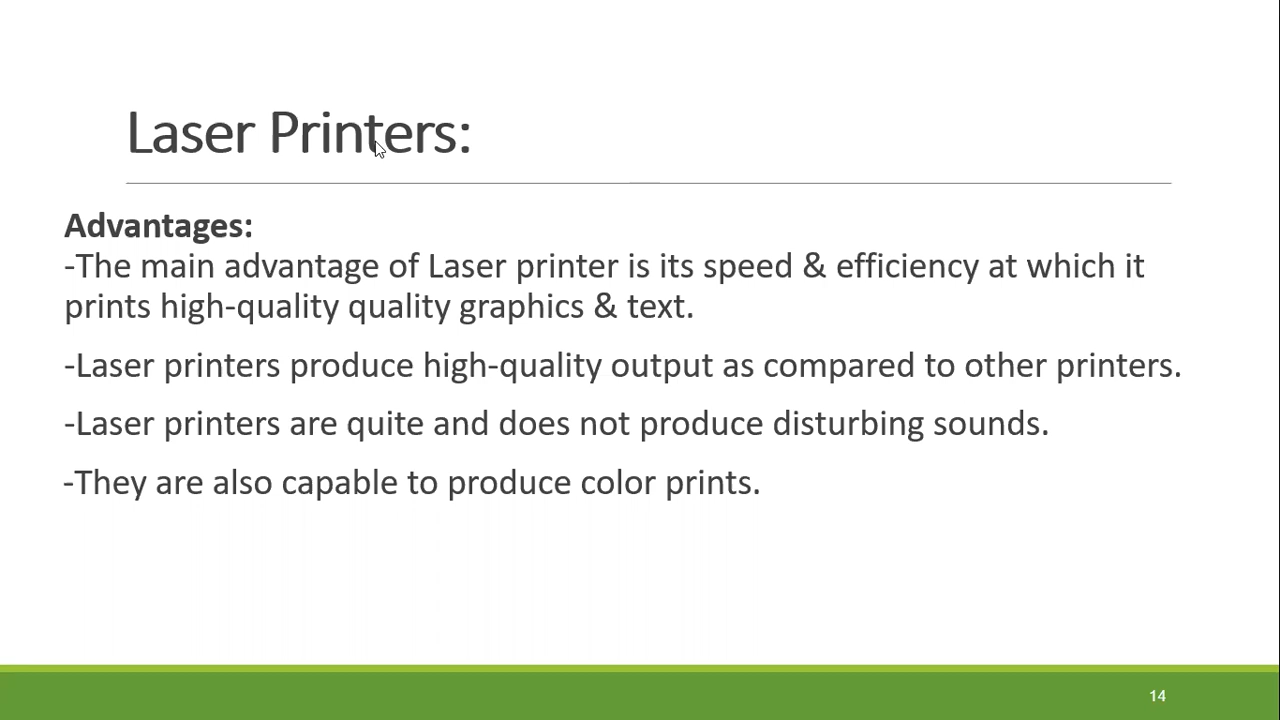 Laser Printers:
Advantages:
-The main advantage of Laser printer is its speed & efficiency at which it
prints high-quality quality graphics & text.
-Laser printers produce high-quality output as compared to other printers.
-Laser printers are quite and does not produce disturbing sounds.
-They are also capable to produce color prints.
14